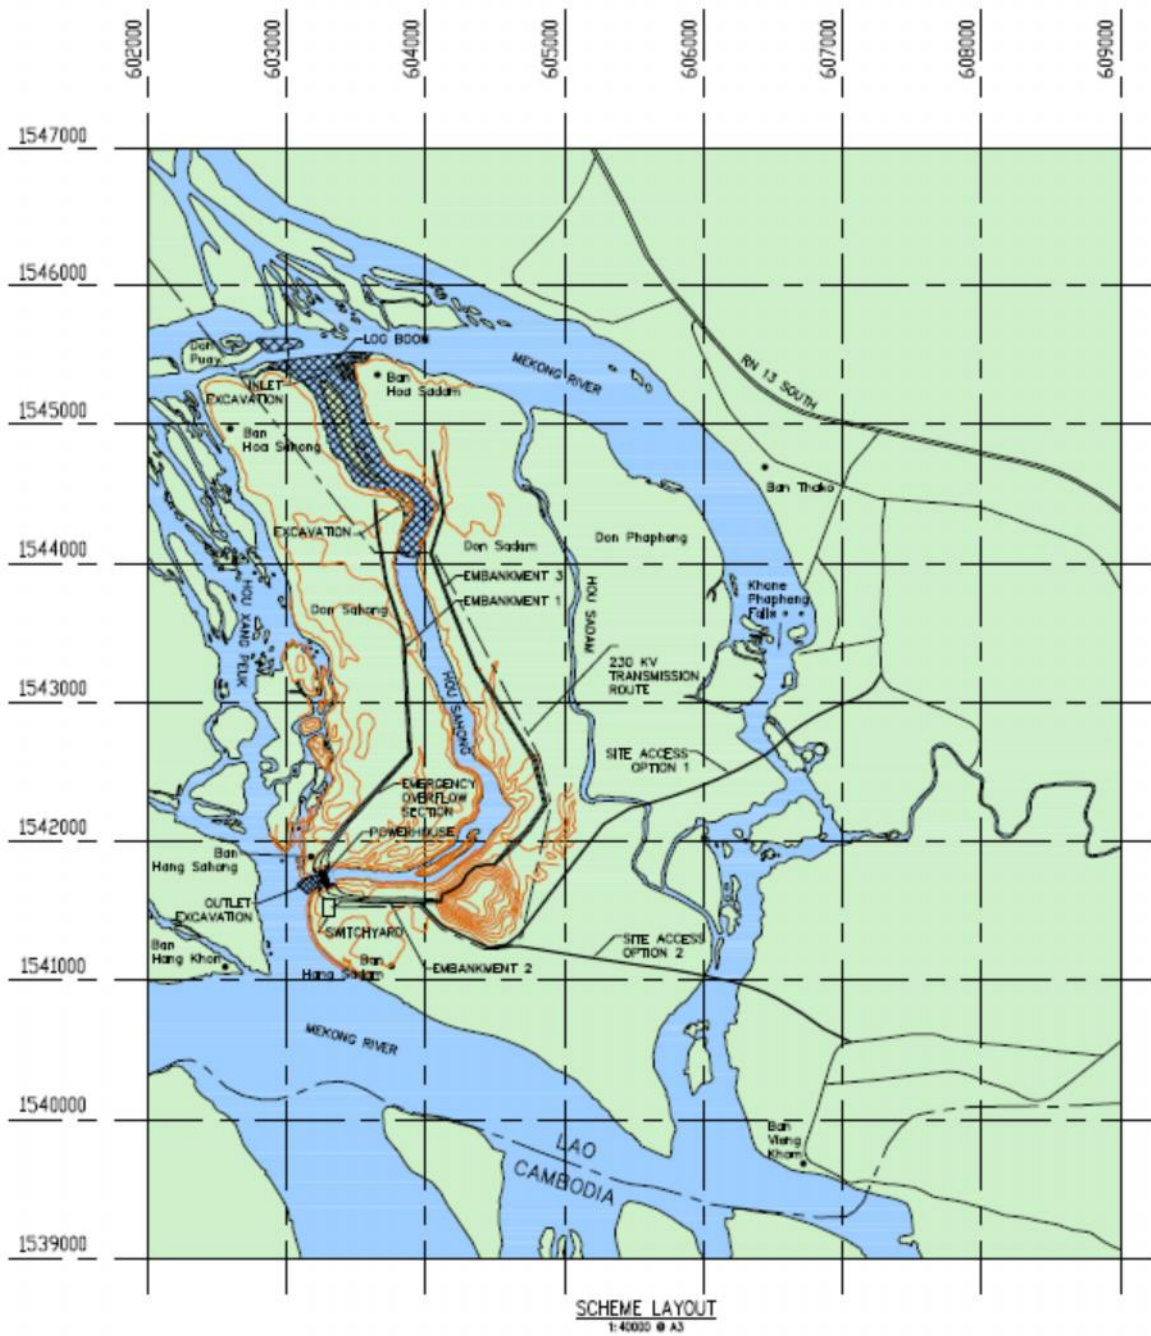 602000
603000
604000
605000
606000
607000
608000
609000
1547000
1546000
1545000
1544000
1543000
1542000
1541000
1540000
1539000
LOG BOOM
Don
Puay
MEKONG RIVER
RN 13 SOUTH
INLET
EXCAVATION
Ban
Hoa Sadam
Ban
Hoa Sahong
Ban Thako
EXCAVATION
Don Sadam
Don Phapheng
EMBANKMENT 3
EMBANKMENT 1
HOU XANG PEUK
Don Sahong
HOU SADAM
Khone
Phapheng
Falls
230 KV
TRANSMISSION
ROUTE
HOU SAHONG
SITE ACCESS
OPTION 1
EMERGENCY
OVERFLOW
SECTION
POWERHOUSE
Ban
Hang Sahong
OUTLET
EXCAVATION
SWITCHYARD
Ban
Hang Khon
Ban
Hang Sadam
EMBANKMENT 2
SITE ACCESS
OPTION 2
MEKONG RIVER
LAO
CAMBODIA
Ban
Vieng
Kham
SCHEME LAYOUT
1:40000 @ A3